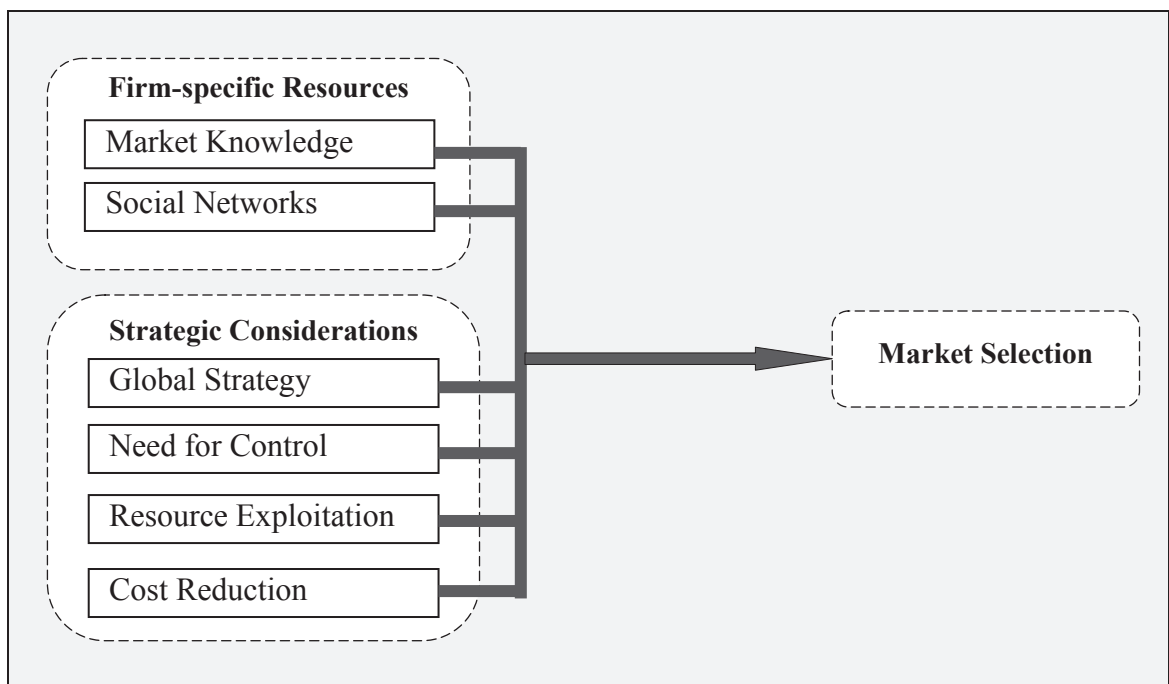 Firm-specific Resources
Market Knowledge
Social Networks
Strategic Considerations
Global Strategy
Need for Control
Resource Exploitation
Cost Reduction
Market Selection